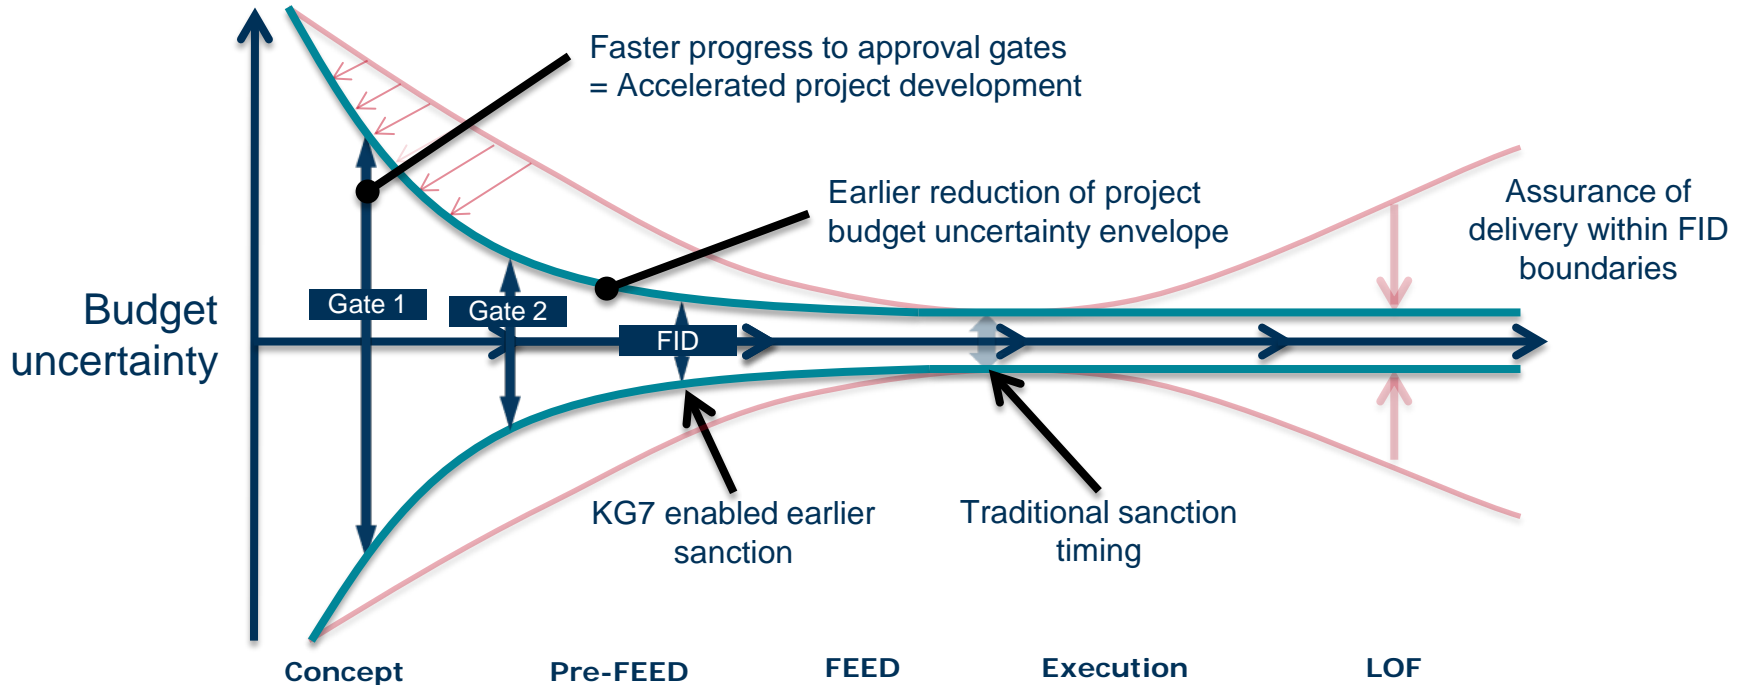 Faster progress to approval gates
= Accelerated project development
Earlier reduction of project
budget uncertainty envelope
Assurance of
delivery within FID
boundaries
Budget
uncertainty
Gate 1
Gate 2
FID
KG7 enabled earlier
sanction
Traditional sanction
timing
Concept
Pre-FEED
FEED
Execution
LOF